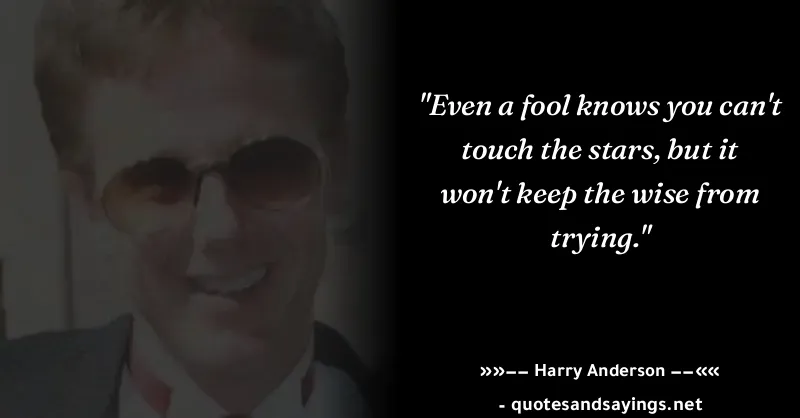 "Even a fool knows you can't
touch the stars, but it
won't keep the wise from
trying."
»»–– Harry Anderson ––««
- quotesandsayings.net